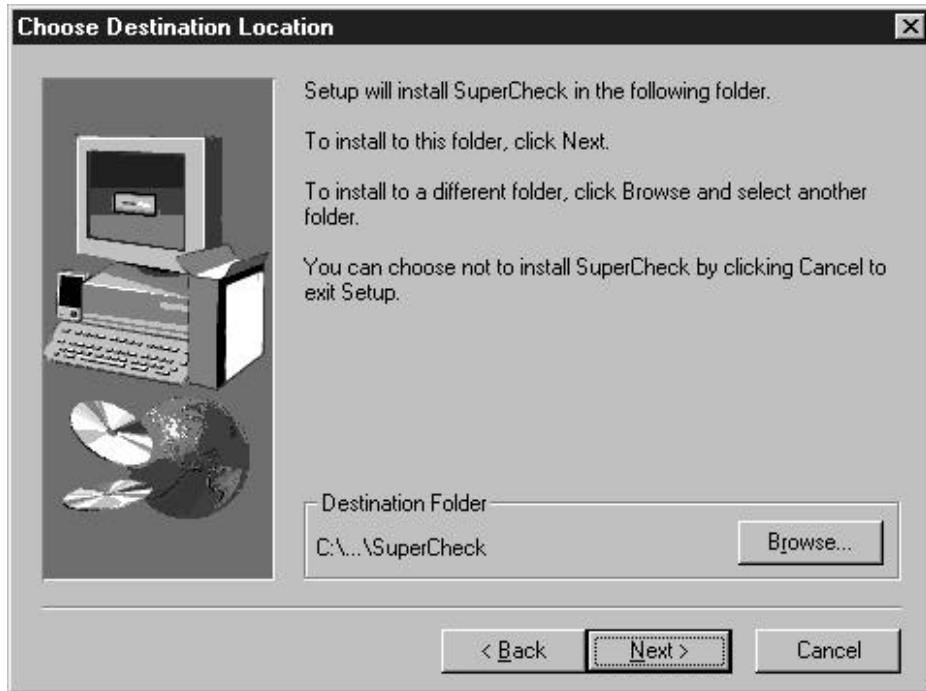 Choose Destination Location
Setup will install SuperCheck in the following folder.
To install to this folder, click Next.
To install to a different folder, click Browse and select another
folder.
You can choose not to install SuperCheck by clicking Cancel to
exit Setup.
Destination Folder
C:\...\SuperCheck
Browse...
< Back
Next >
Cancel